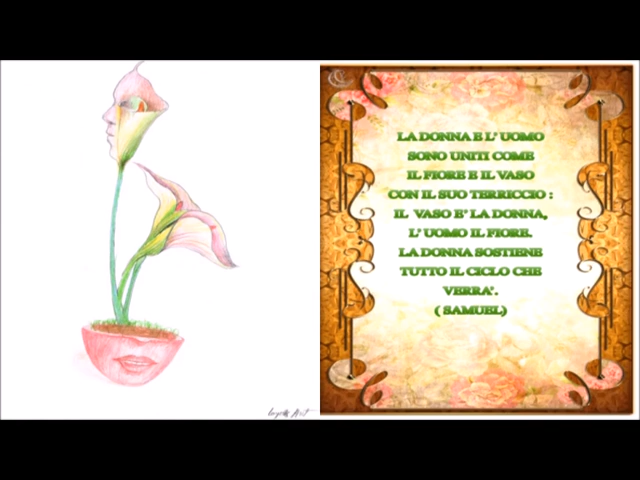 LA DONNA E L' UOMO
SONO UNITI COME
IL FIORE E IL VASO
CON IL SUO TERRICCIO :
IL VASO E' LA DONNA,
L' UOMO IL FIORE.
LA DONNA SOSTIENE
TUTTO IL CICLO CHE
VERRA'.
( SAMUEL)